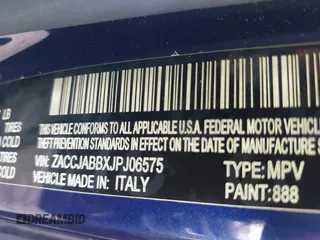 LB
TIRES
COLD
TIRES
COLD
THIS VEHICLE CONFORMS TO ALL APPLICABLE U.S.A. FEDERAL MOTOR VEHICLE
THEFT PREVENTION STANDARDS IN EFFECT ON THE DATE OF MANUFACTURE
VIN: ZACCJABBXJPJ06575
TYPE: MPV
VEHICLE MADE IN: ITALY
PAINT: 888
DREAMBID